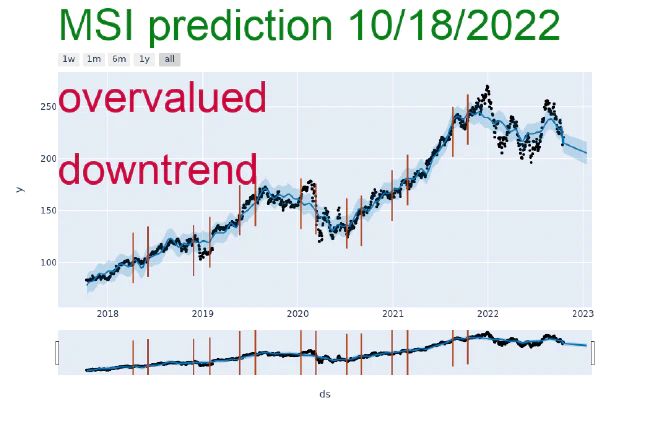 MSI prediction 10/18/2022
1w 1m 6m 1y all
overvalued
downtrend
250
200
150
100
y
2018 2019 2020 2021 2022 2023
ds